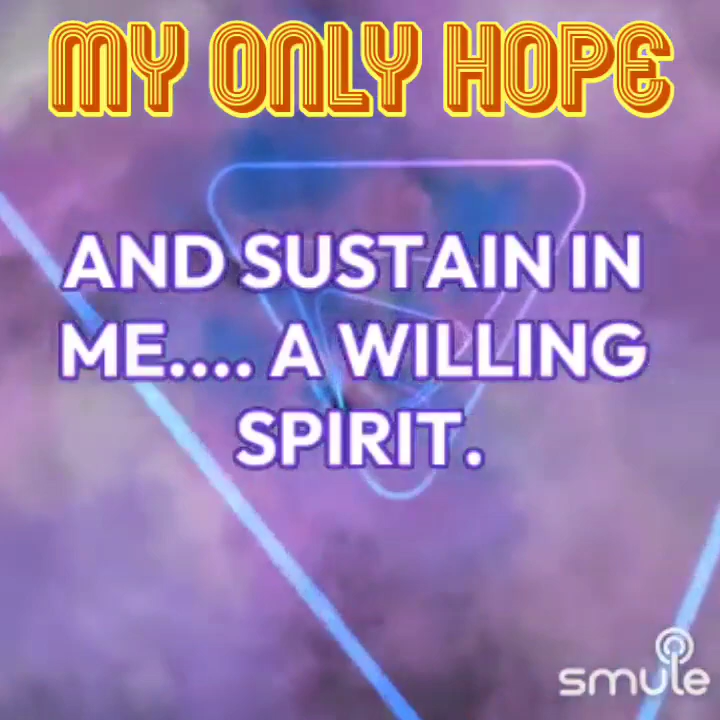 MY ONLY HOPE
AND SUSTAIN IN
ME.... A WILLING
SPIRIT.
smule